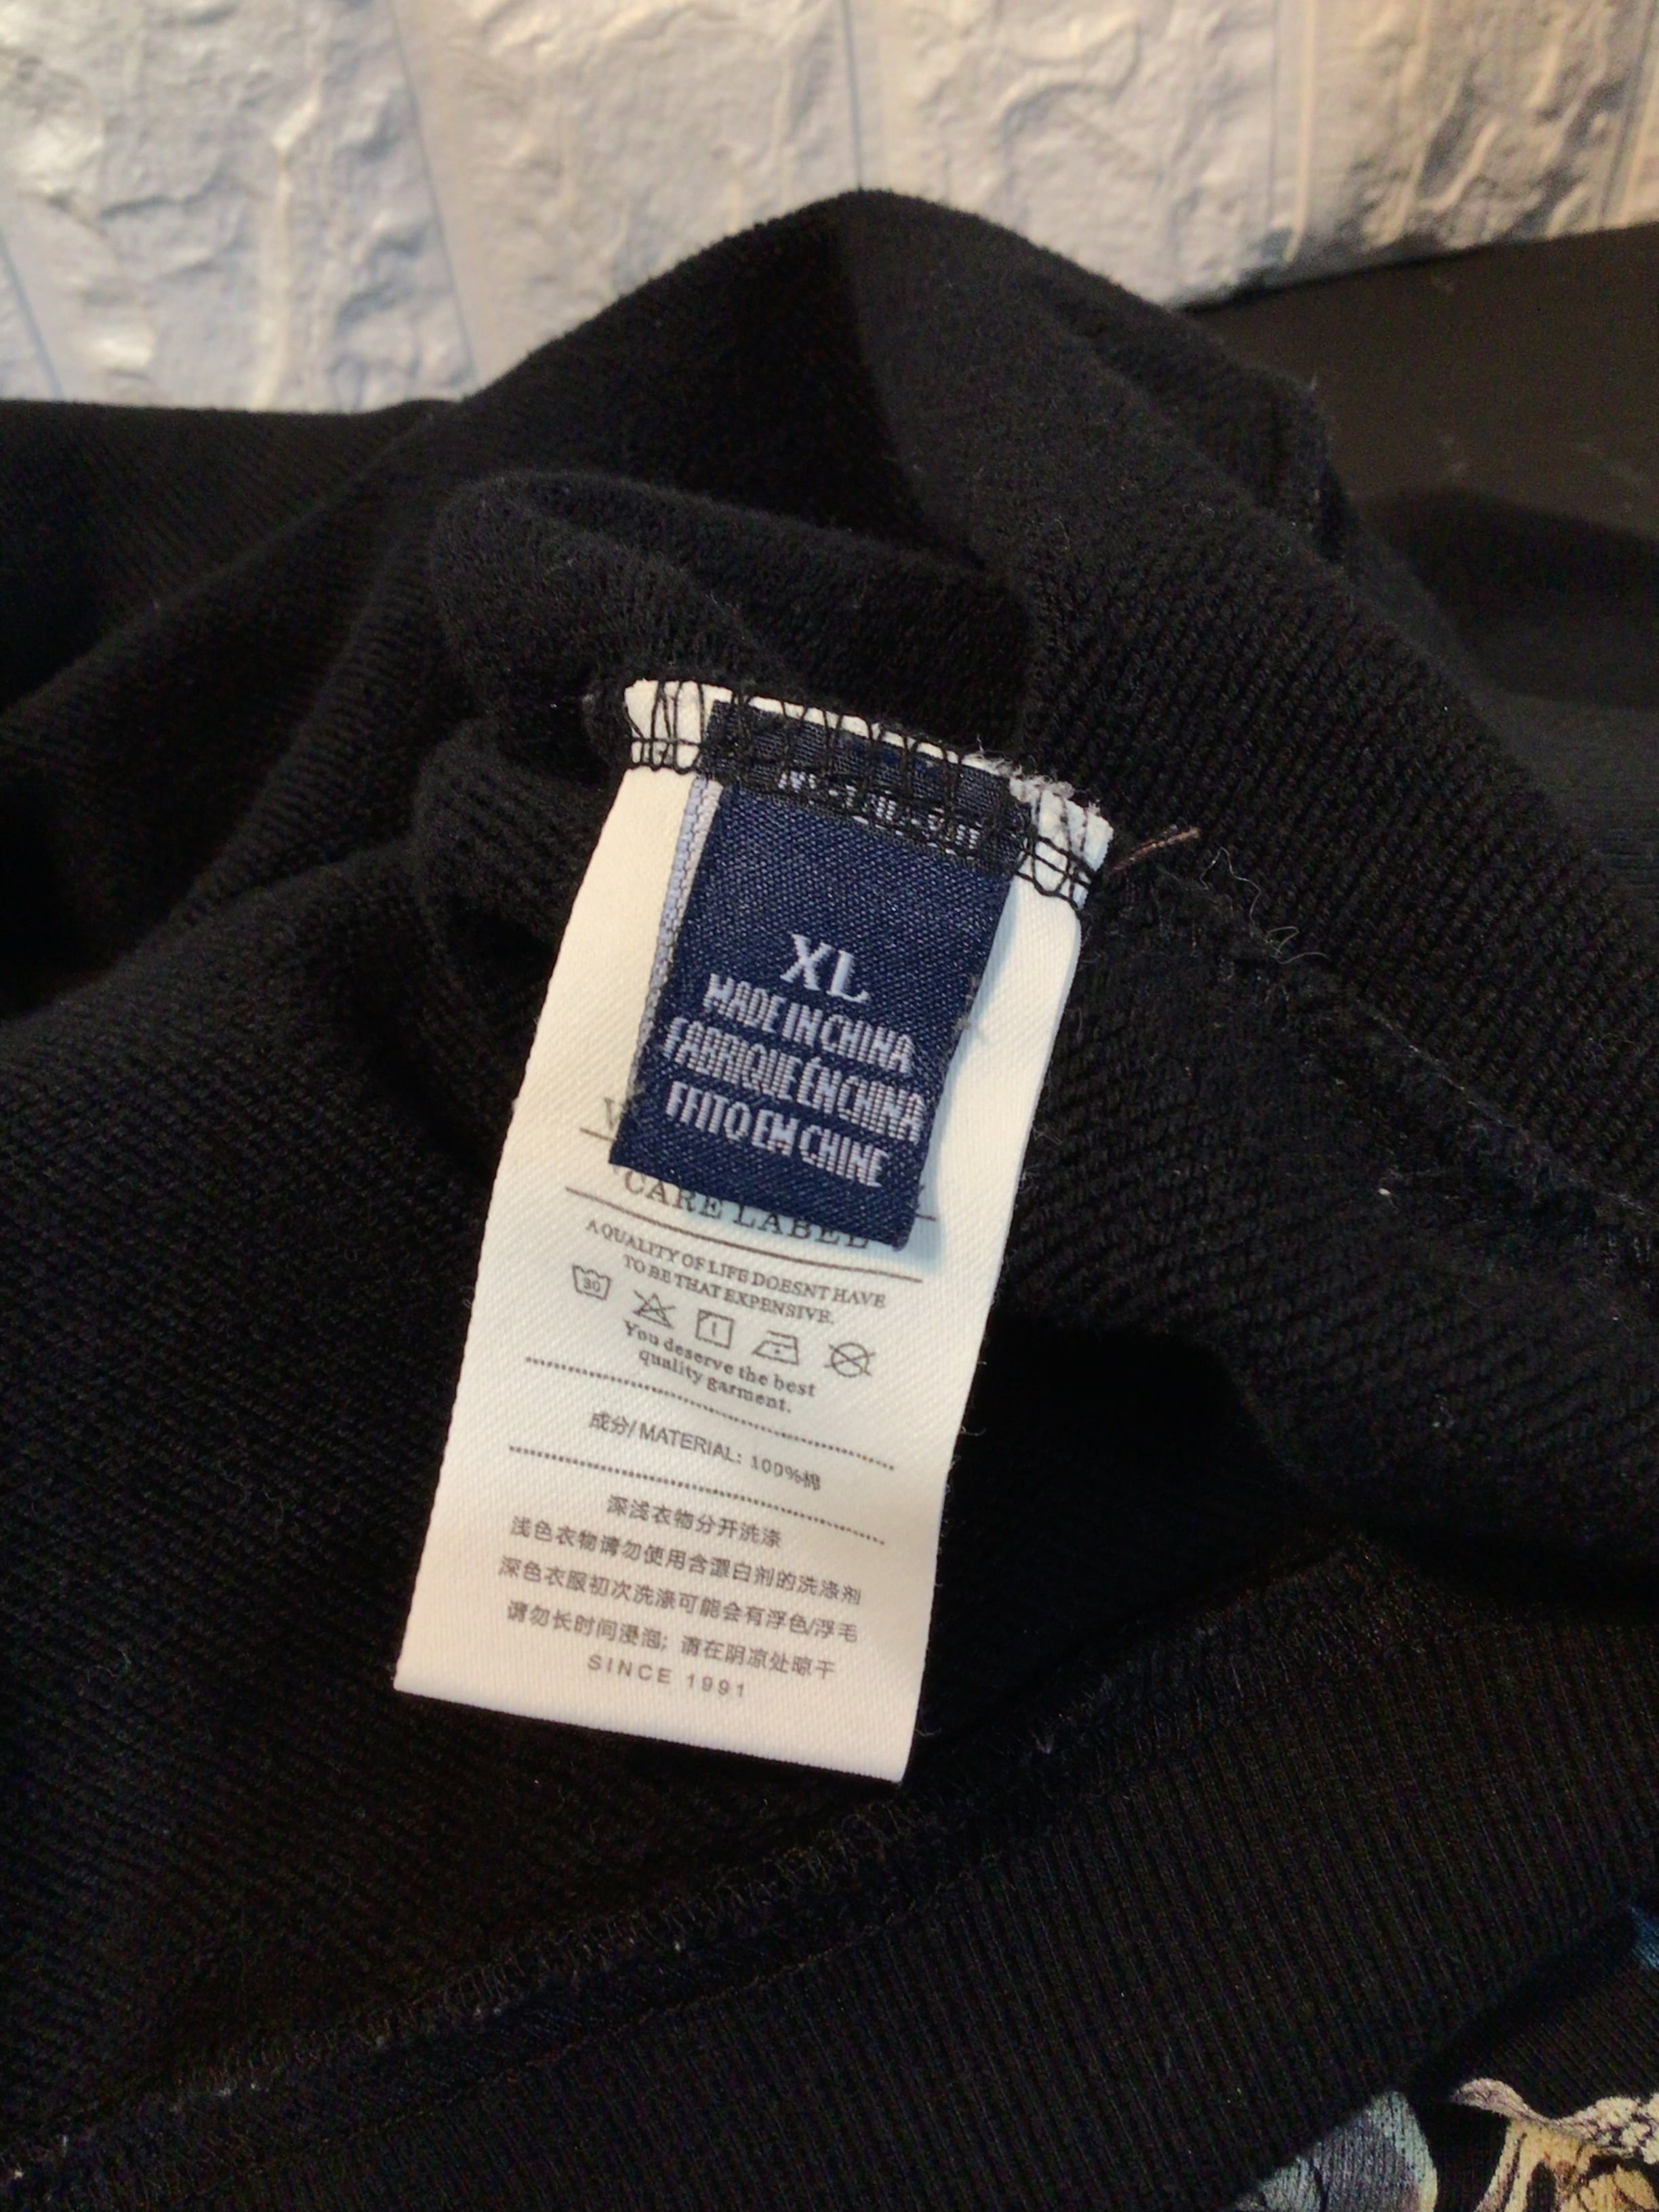 XL
MADE IN CHINA
FABRIQUE EN CHINA
FEITO EM CHINE
CARE LABEL
A QUALITY OF LIFE DOESNT HAVE
TO BE THAT EXPENSIVE.
30
You deserve the best
quality garment.
成分/ MATERIAL: 100%棉
深浅衣物分开洗涤
浅色衣物请勿使用含漂白剂的洗涤剂
深色衣服初次洗涤可能会有浮色/浮毛
请勿长时间浸泡; 请在阴凉处晾干
SINCE 1991